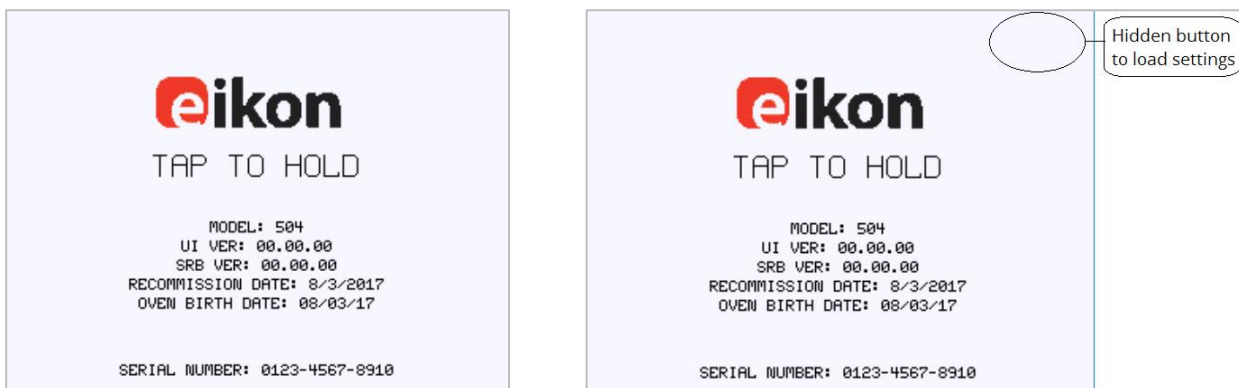 eikon
TAP TO HOLD
MODEL: 504
UI VER: 00.00.00
SRB VER: 00.00.00
RECOMMISSION DATE: 8/3/2017
OVEN BIRTH DATE: 08/03/17
SERIAL NUMBER: 0123-4567-8910
eikon
TAP TO HOLD
MODEL: 504
UI VER: 00.00.00
SRB VER: 00.00.00
RECOMMISSION DATE: 8/3/2017
OVEN BIRTH DATE: 08/03/17
SERIAL NUMBER: 0123-4567-8910
Hidden button
to load settings